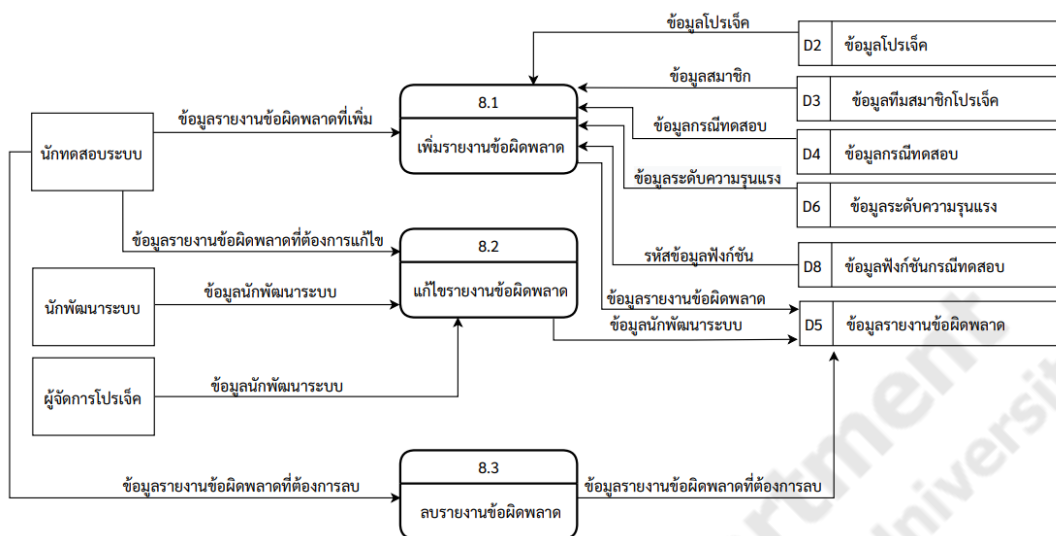 ข้อมูลโปรเจ็ค
D2 ข้อมูลโปรเจ็ค
ข้อมูลสมาชิก
D3 ข้อมูลทีมสมาชิกโปรเจ็ค
8.1
ข้อมูลรายงานข้อผิดพลาดที่เพิ่ม
ข้อมูลกรณีทดสอบ
นักทดสอบระบบ
เพิ่มรายงานข้อผิดพลาด
D4 ข้อมูลกรณีทดสอบ
ข้อมูลระดับความรุนแรง
D6 ข้อมูลระดับความรุนแรง
ข้อมูลรายงานข้อผิดพลาดที่ต้องการแก้ไข
8.2
รหัสข้อมูลฟังก์ชัน
D8 ข้อมูลฟังก์ชันกรณีทดสอบ
นักพัฒนาระบบ
ข้อมูลนักพัฒนาระบบ
แก้ไขรายงานข้อผิดพลาด
ข้อมูลรายงานข้อผิดพลาด
ข้อมูลนักพัฒนาระบบ
D5 ข้อมูลรายงานข้อผิดพลาด
ผู้จัดการโปรเจ็ค
ข้อมูลนักพัฒนาระบบ
8.3
ข้อมูลรายงานข้อผิดพลาดที่ต้องการลบ
ข้อมูลรายงานข้อผิดพลาดที่ต้องการลบ
ลบรายงานข้อผิดพลาด